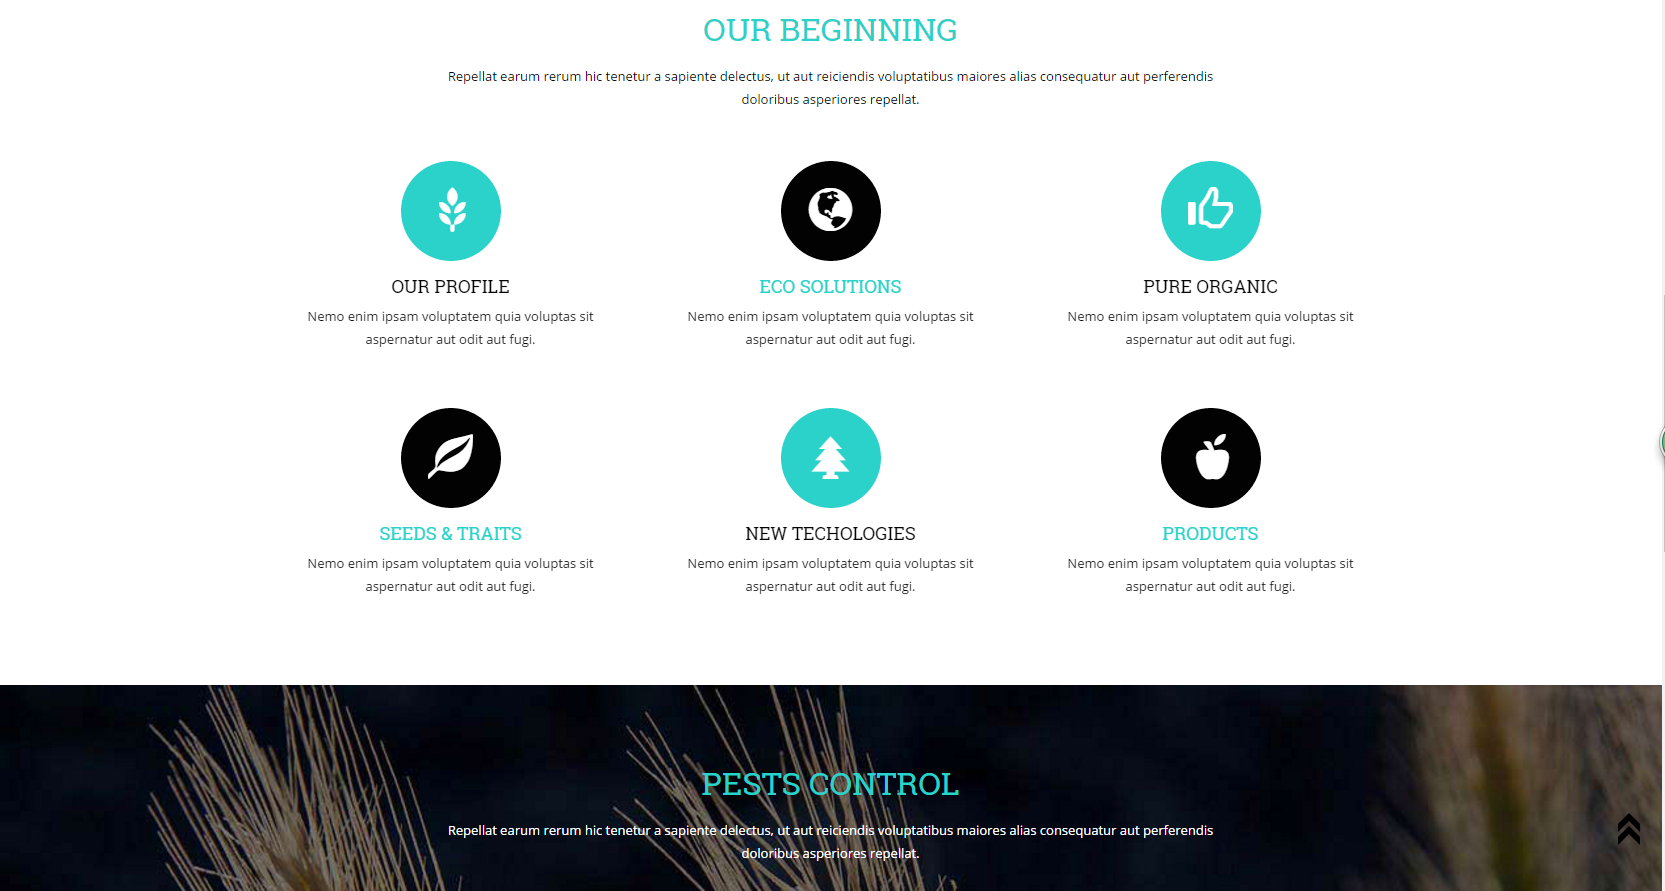 OUR BEGINNING
Repellat earum rerum hic tenetur a sapiente delectus, ut aut reiciendis voluptatibus maiores alias consequatur aut perferendis
doloribus asperiores repellat.
OUR PROFILE
Nemo enim ipsam voluptatem quia voluptas sit
aspernatur aut odit aut fugi.
ECO SOLUTIONS
Nemo enim ipsam voluptatem quia voluptas sit
aspernatur aut odit aut fugi.
PURE ORGANIC
Nemo enim ipsam voluptatem quia voluptas sit
aspernatur aut odit aut fugi.
SEEDS & TRAITS
Nemo enim ipsam voluptatem quia voluptas sit
aspernatur aut odit aut fugi.
NEW TECHOLOGIES
Nemo enim ipsam voluptatem quia voluptas sit
aspernatur aut odit aut fugi.
PRODUCTS
Nemo enim ipsam voluptatem quia voluptas sit
aspernatur aut odit aut fugi.
PESTS CONTROL
Repellat earum rerum hic tenetur a sapiente delectus, ut aut reiciendis voluptatibus maiores alias consequatur aut perferendis
doloribus asperiores repellat.